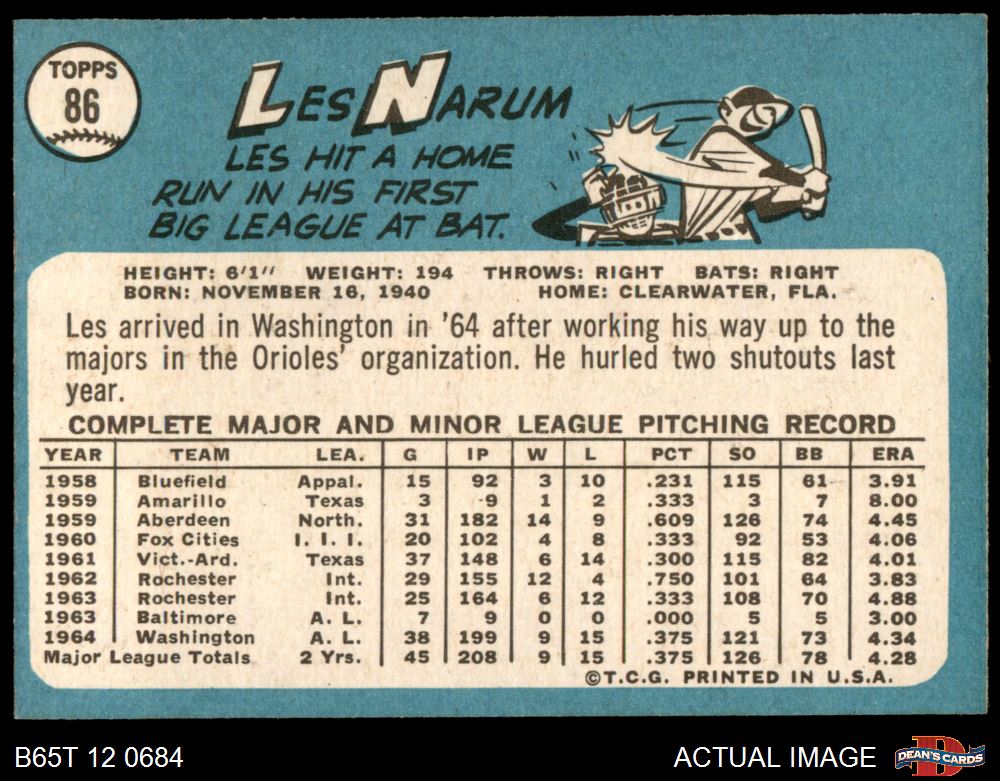 TOPPS
86
LES NARUM
LES HIT A HOME
RUN IN HIS FIRST
BIG LEAGUE AT BAT.
HEIGHT: 6'1" WEIGHT: 194 THROWS: RIGHT BATS: RIGHT
BORN: NOVEMBER 16, 1940 HOME: CLEARWATER, FLA.
Les arrived in Washington in '64 after working his way up to the
majors in the Orioles' organization. He hurled two shutouts last
year.
COMPLETE MAJOR AND MINOR LEAGUE PITCHING RECORD
YEAR TEAM LEA. G IP W L PCT SO BB ERA
1958 Bluefield Appal. 15 92 3 10 .231 115 61 3.91
1959 Amarillo Texas 3 9 1 2 .333 3 7 8.00
1959 Aberdeen North. 31 182 14 9 .609 126 74 4.45
1960 Fox Cities I. I. I. 20 102 4 8 .333 92 53 4.06
1961 Vict.-Ard. Texas 37 148 6 14 .300 115 82 4.01
1962 Rochester Int. 29 155 12 4 .750 101 64 3.83
1963 Rochester Int. 25 164 6 12 .333 108 70 4.88
1963 Baltimore A. L. 7 9 0 0 .000 5 5 3.00
1964 Washington A. L. 38 199 9 15 .375 121 73 4.34
Major League Totals 2 Yrs. 45 208 9 15 .375 126 78 4.28
©T.C.G. PRINTED IN U.S.A.
B65T 12 0684
ACTUAL IMAGE
DEAN'S CARDS